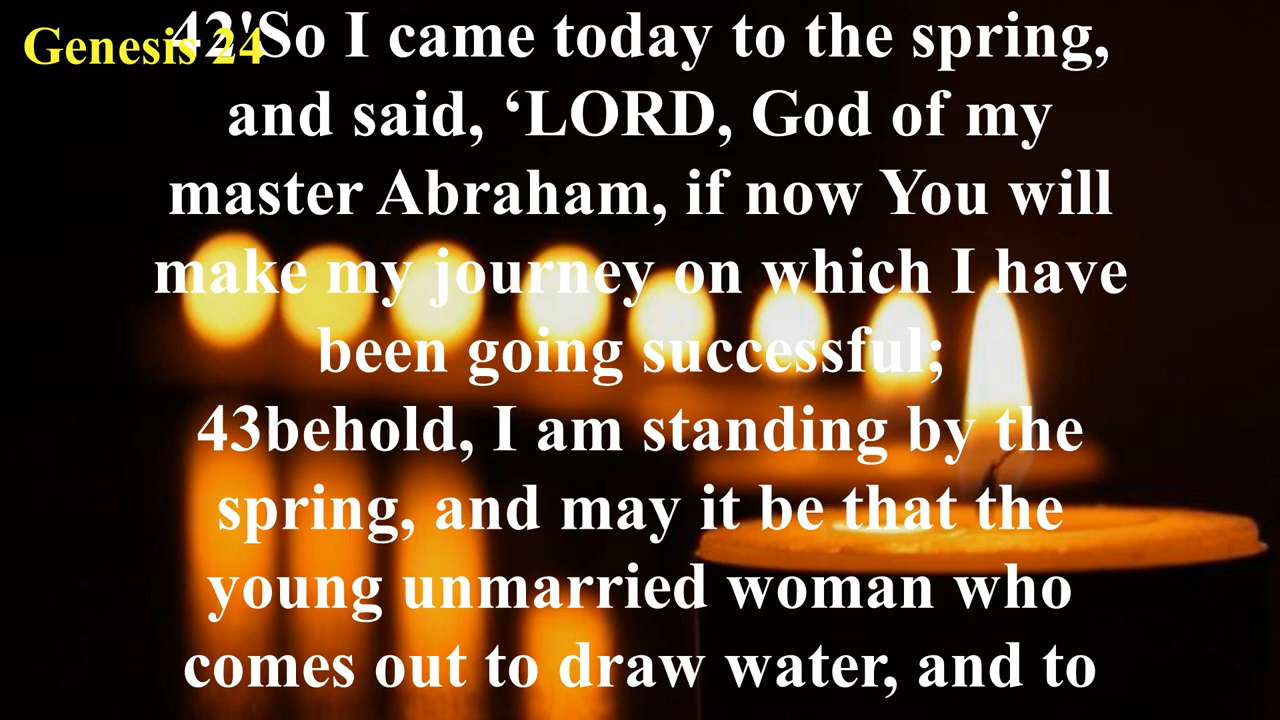 Genesis 24
42'So I came today to the spring,
and said, ‘LORD, God of my
master Abraham, if now You will
make my journey on which I have
been going successful;
43behold, I am standing by the
spring, and may it be that the
young unmarried woman who
comes out to draw water, and to